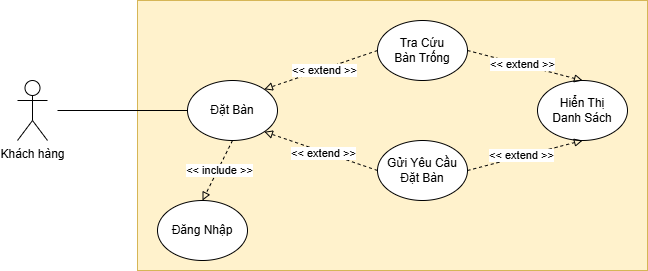 Tra Cứu
Bàn Trống
<< extend >>
<< extend >>
Đặt Bàn
Hiển Thị
Danh Sách
Khách hàng
<< extend >>
<< extend >>
Gửi Yêu Cầu
Đặt Bàn
<< include >>
Đăng Nhập